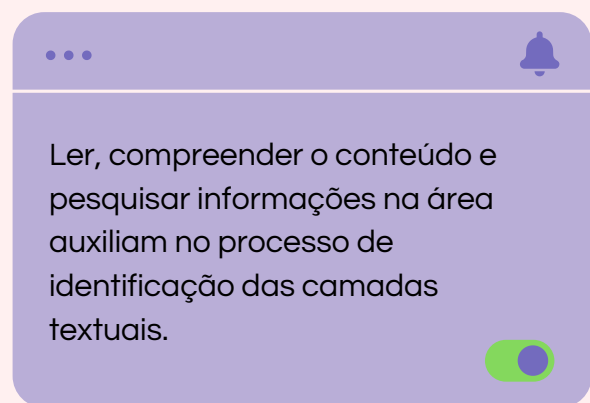 Ler, compreender o conteúdo e
pesquisar informações na área
auxiliam no processo de
identificação das camadas
textuais.